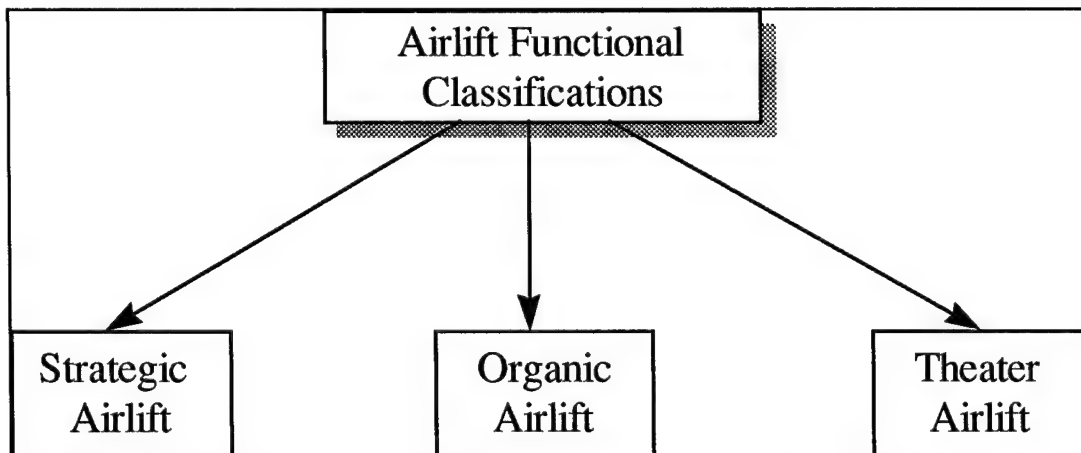 Airlift Functional
Classifications
Strategic
Airlift
Organic
Airlift
Theater
Airlift